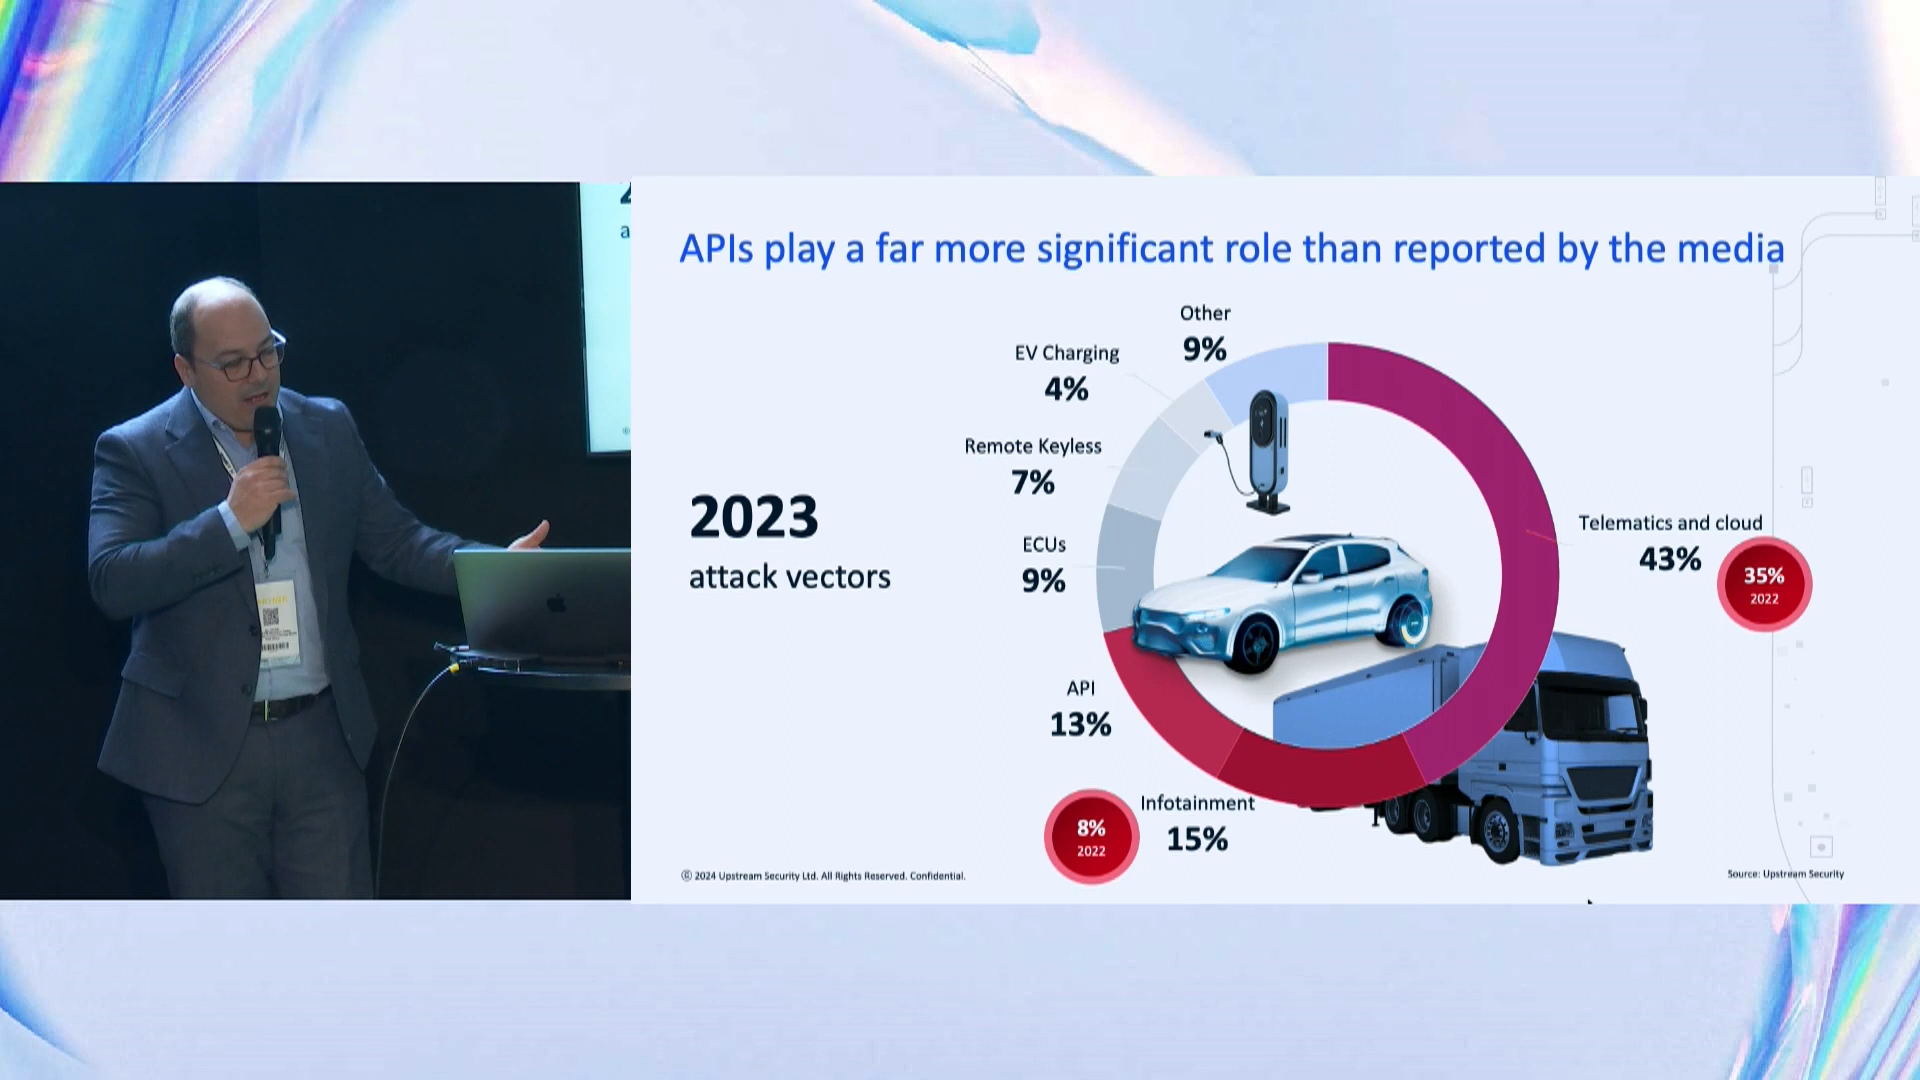 APIs play a far more significant role than reported by the media
2023
attack vectors
Other
9%
EV Charging
4%
Remote Keyless
7%
ECUs
9%
API
13%
8%
2022
Infotainment
15%
Telematics and cloud
43%
35%
2022
© 2024 Upstream Security Ltd. All Rights Reserved. Confidential.
Source: Upstream Security